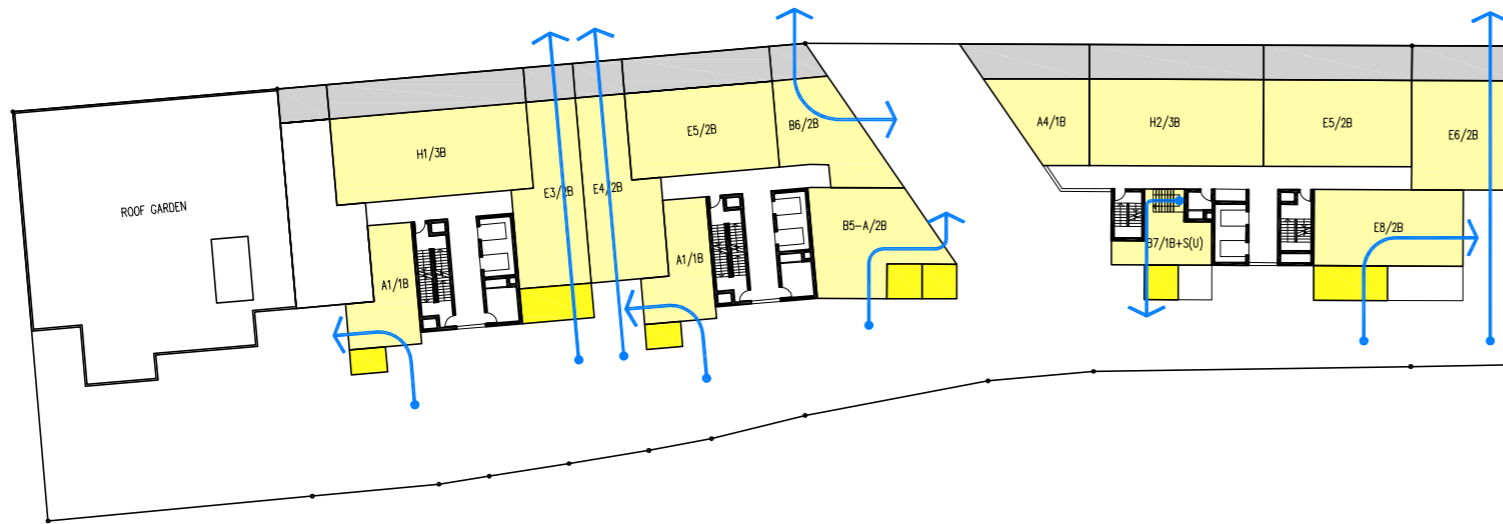 ROOF GARDEN
H1/3B
A1/1B
E3/2B
E4/2B
E5/2B
A1/1B
B6/2B
B5-A/2B
A4/1B
H2/3B
E5/2B
E6/2B
B7/1B+S(U)
E8/2B